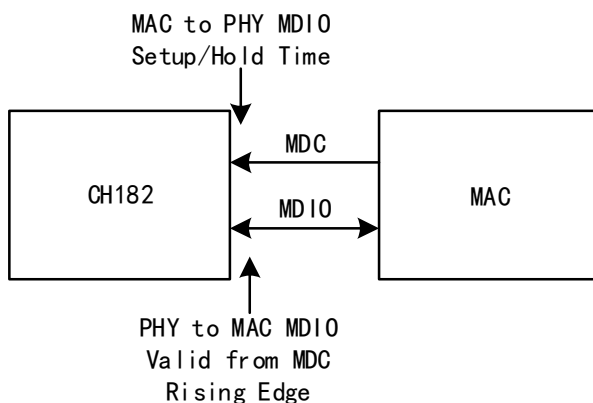 MAC to PHY MDIO
Setup/Hold Time
MDC
CH182
MAC
MDIO
PHY to MAC MDIO
Valid from MDC
Rising Edge